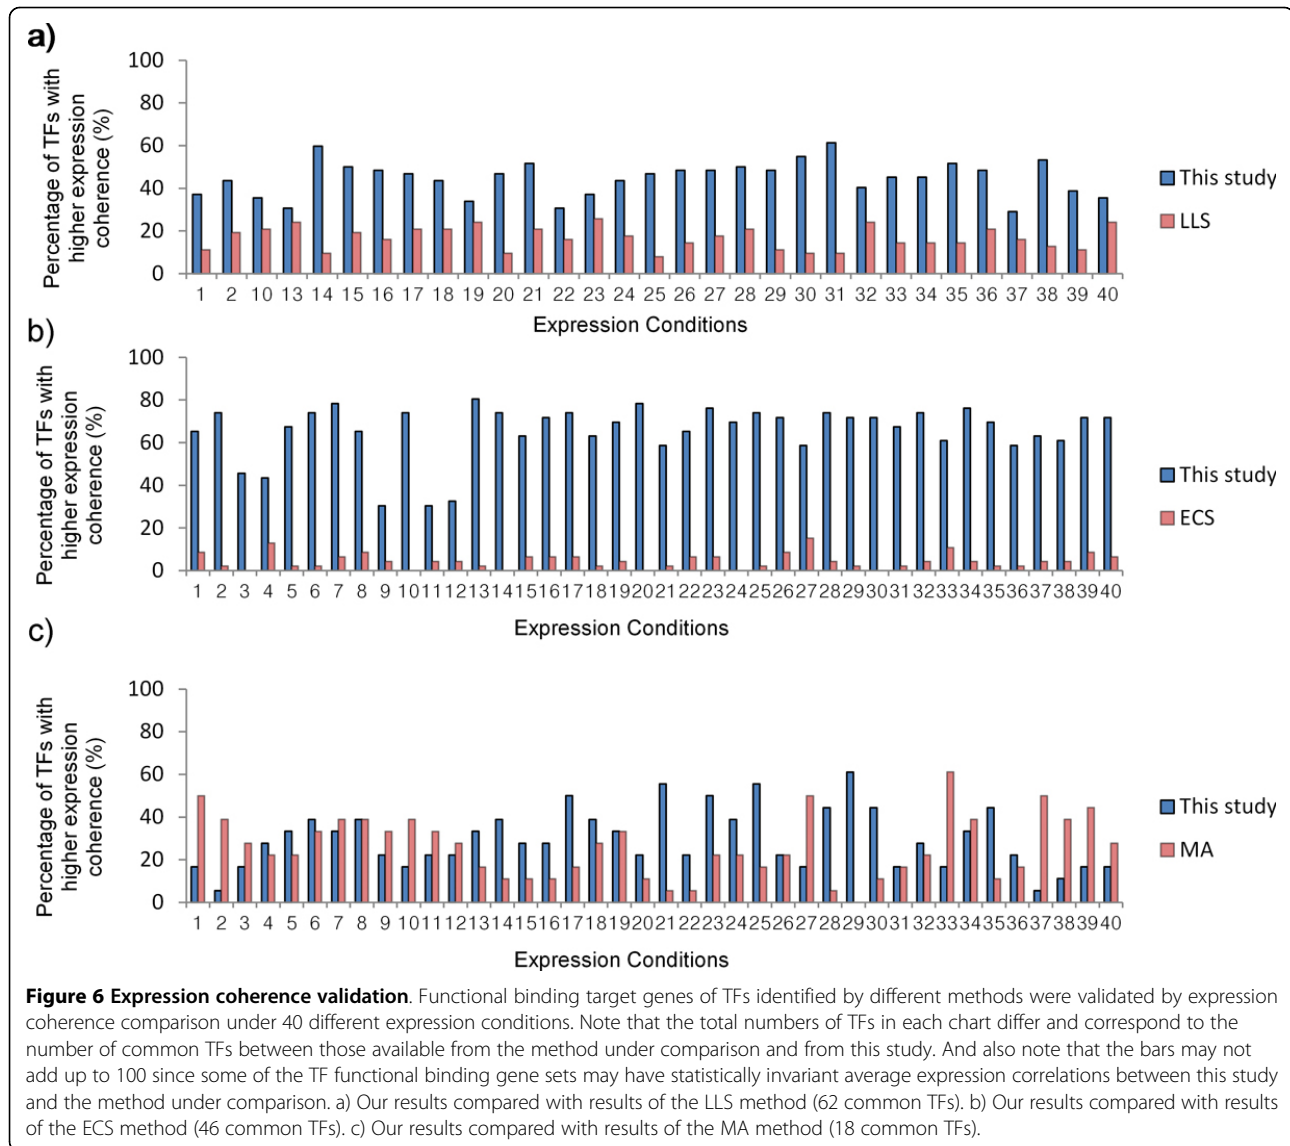 a)
Percentage of TFs with
higher expression
coherence (%)
100
80
60
40
20
0
1 2 10 13 14 15 16 17 18 19 20 21 22 23 24 25 26 27 28 29 30 31 32 33 34 35 36 37 38 39 40
Expression Conditions
This study
LLS
b)
Percentage of TFs with
higher expression
coherence (%)
100
80
60
40
20
0
1 2 3 4 5 6 7 8 9 10 11 12 13 14 15 16 17 18 19 20 21 22 23 24 25 26 27 28 29 30 31 32 33 34 35 36 37 38 39 40
Expression Conditions
This study
ECS
c)
Percentage of TFs with
higher expression
coherence (%)
100
80
60
40
20
0
1 2 3 4 5 6 7 8 9 10 11 12 13 14 15 16 17 18 19 20 21 22 23 24 25 26 27 28 29 30 31 32 33 34 35 36 37 38 39 40
Expression Conditions
This study
MA
Figure 6 Expression coherence validation. Functional binding target genes of TFs identified by different methods were validated by expression
coherence comparison under 40 different expression conditions. Note that the total numbers of TFs in each chart differ and correspond to the
number of common TFs between those available from the method under comparison and from this study. And also note that the bars may not
add up to 100 since some of the TF functional binding gene sets may have statistically invariant average expression correlations between this study
and the method under comparison. a) Our results compared with results of the LLS method (62 common TFs). b) Our results compared with results
of the ECS method (46 common TFs). c) Our results compared with results of the MA method (18 common TFs).